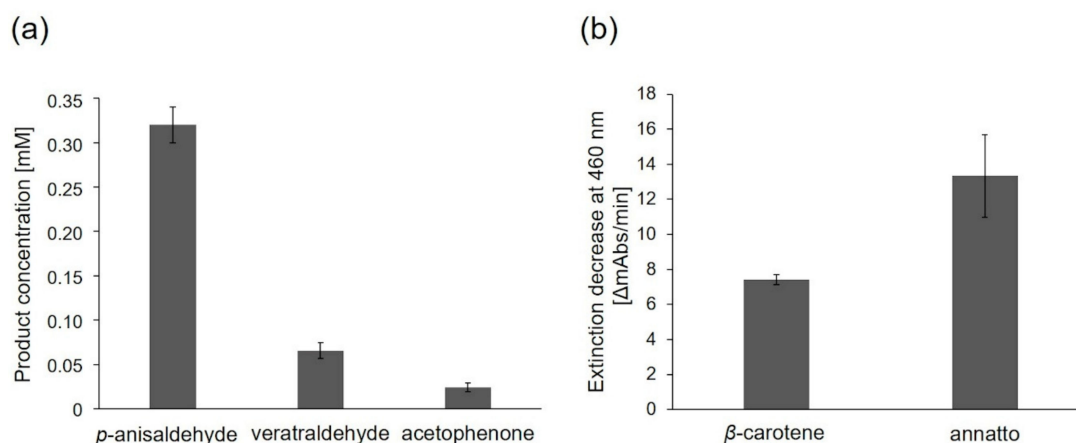 (a)
Product concentration [mM]
0.35
0.30
0.25
0.20
0.15
0.10
0.05
0
p-anisaldehyde veratraldehyde acetophenone
(b)
Extinction decrease at 460 nm
[ΔmAbs/min]
18
16
14
12
10
8
6
4
2
0
β-carotene annatto